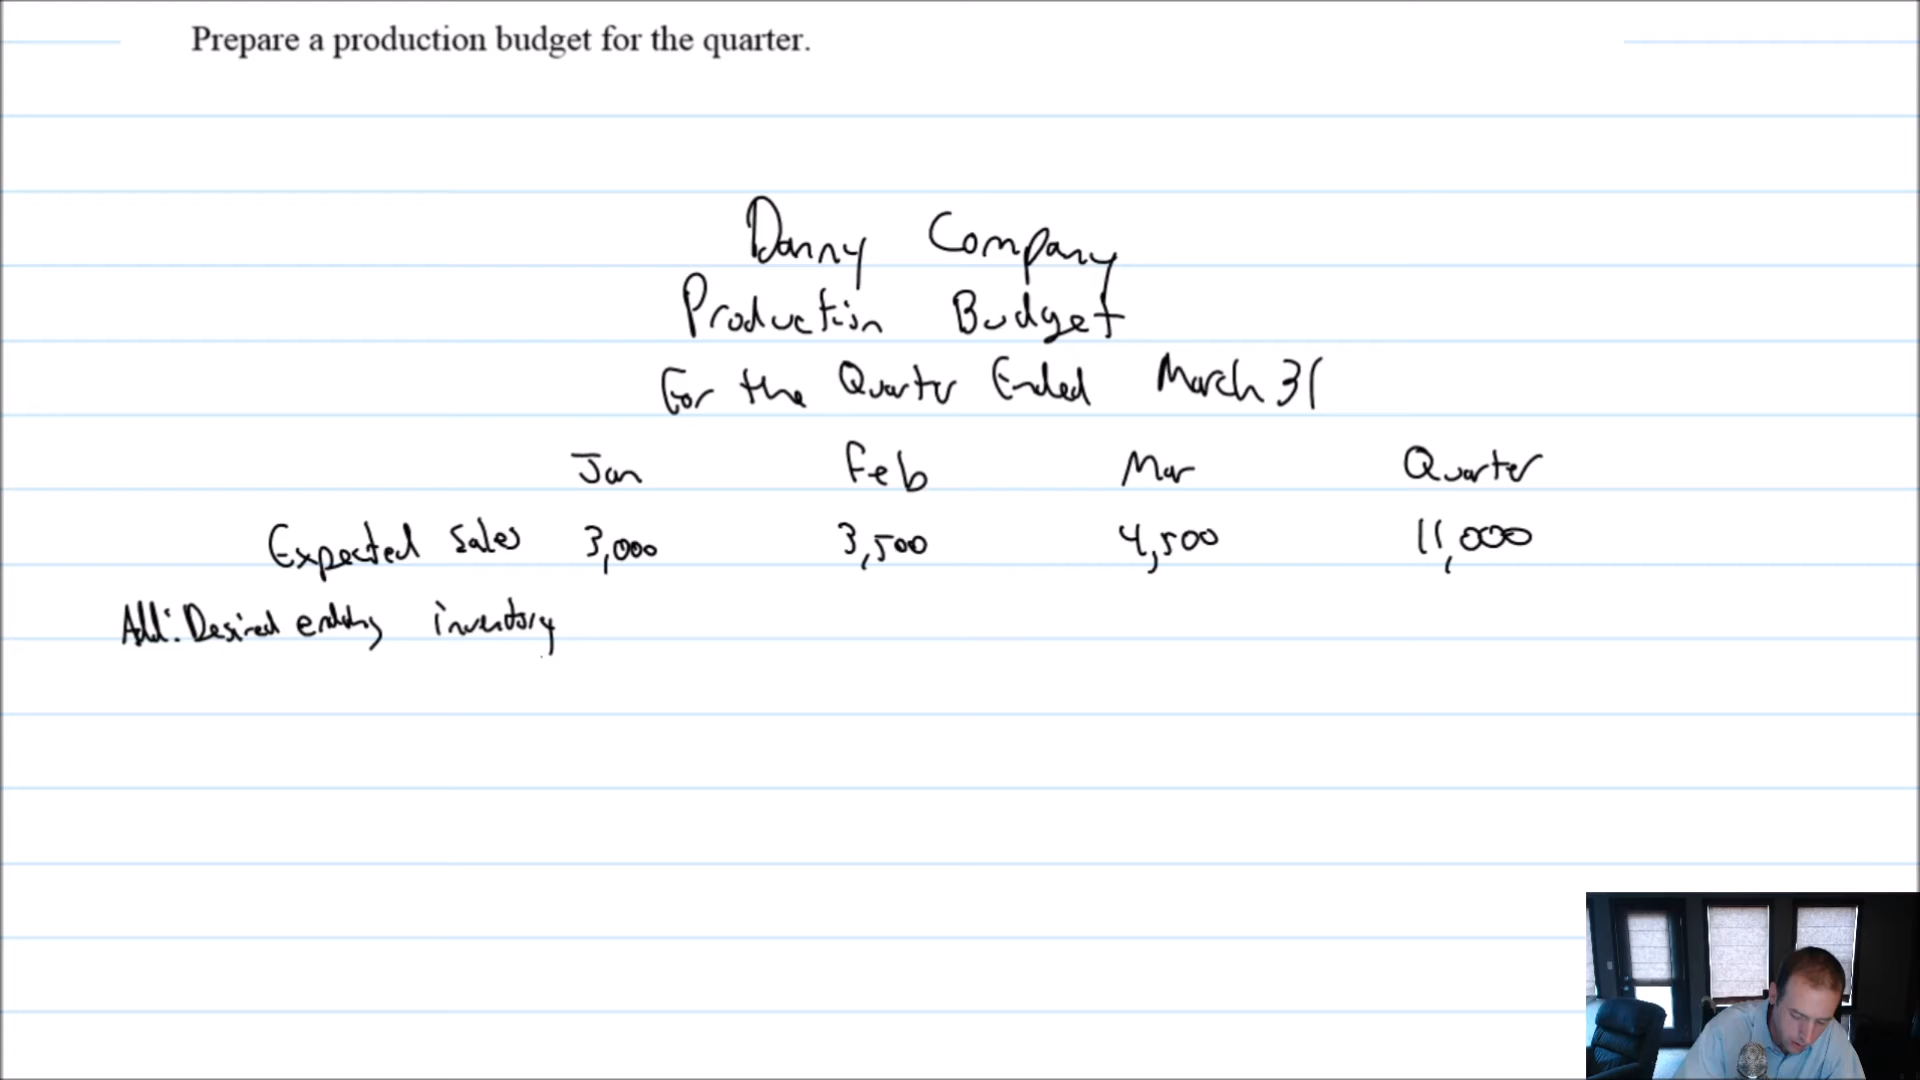 Prepare a production budget for the quarter.
Danny Company
Production Budget
For the Quarter Ended March 31
Jan Feb Mar Quarter
Expected Sales 3,000 3,500 4,500 11,000
Add: Desired ending inventory